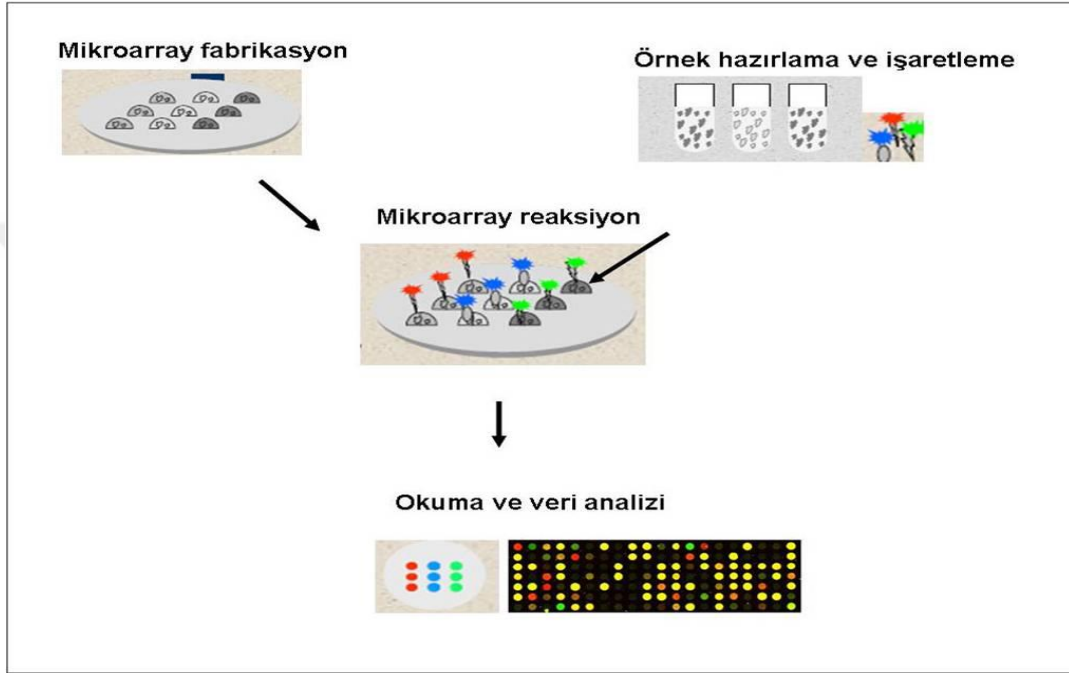 Mikroarray fabrikasyon
Örnek hazırlama ve işaretleme
Mikroarray reaksiyon
Okuma ve veri analizi